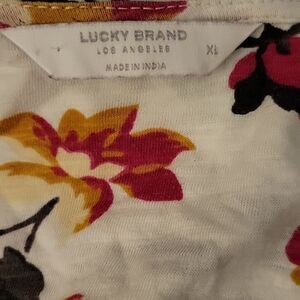 LUCKY BRAND
LOS ANGELES XL
MADE IN INDIA